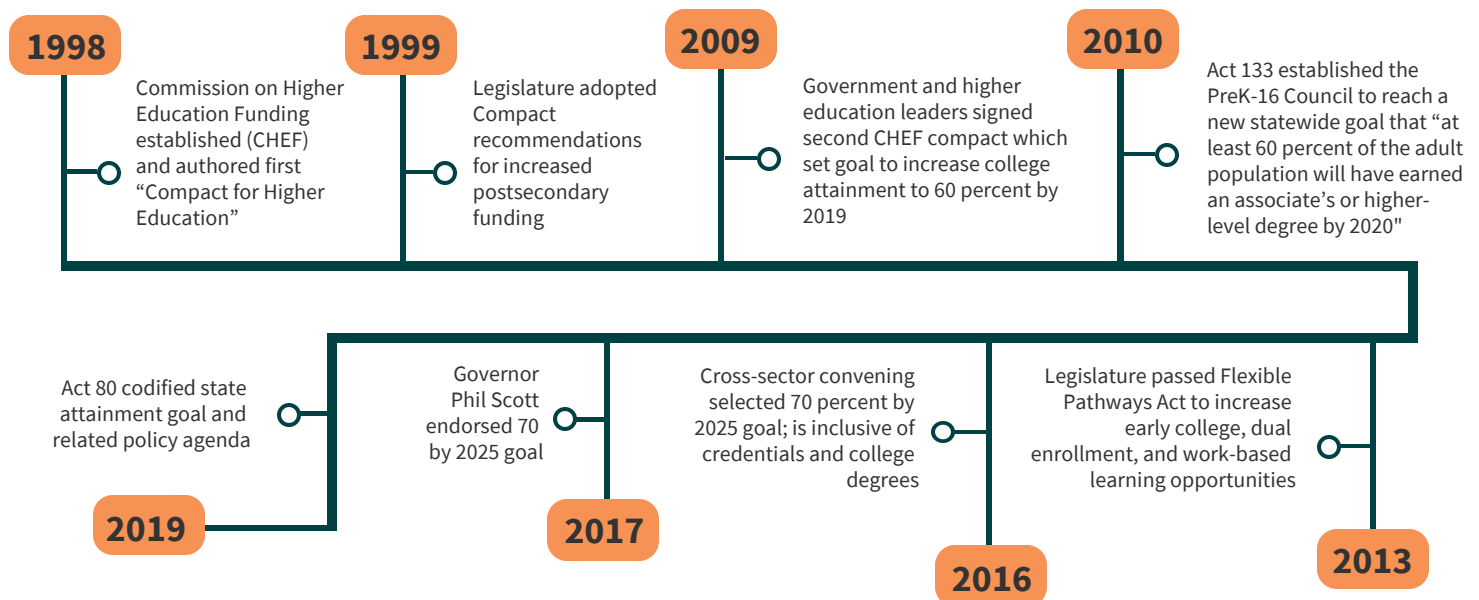 1998
Commission on Higher
Education Funding
established (CHEF)
and authored first
“Compact for Higher
Education”
1999
Legislature adopted
Compact
recommendations
for increased
postsecondary
funding
2009
Government and higher
education leaders signed
second CHEF compact which
set goal to increase college
attainment to 60 percent by
2019
2010
Act 133 established the
PreK-16 Council to reach a
new statewide goal that “at
least 60 percent of the adult
population will have earned
an associate’s or higher-
level degree by 2020"
Legislature passed Flexible
Pathways Act to increase
early college, dual
enrollment, and work-based
learning opportunities
2013
Cross-sector convening
selected 70 percent by
2025 goal; is inclusive of
credentials and college
degrees
2016
Governor
Phil Scott
endorsed 70
by 2025 goal
2017
Act 80 codified state
attainment goal and
related policy agenda
2019